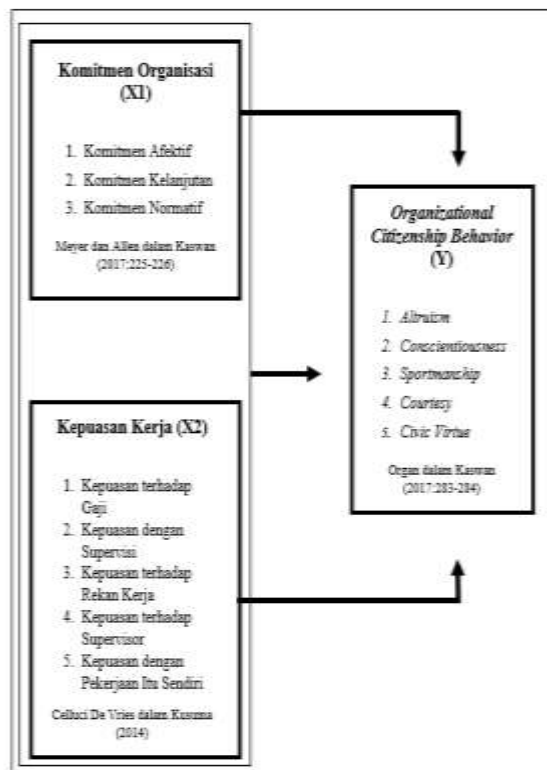 Komitmen Organisasi
(X1)
1. Komitmen Afektif
2. Komitmen Kelanjutan
3. Komitmen Normatif
Meyer dan Allen dalam Kaswan
(2017:225-226)
Kepuasan Kerja (X2)
1. Kepuasan terhadap
Gaji
2. Kepuasan dengan
Supervisi
3. Kepuasan terhadap
Rekan Kerja
4. Kepuasan terhadap
Supervisor
5. Kepuasan dengan
Pekerjaan Itu Sendiri
Celluci De Vries dalam Kusuma
(2014)
Organizational
Citizenship Behavior
(Y)
1. Altruism
2. Conscientiousness
3. Sportmanship
4. Courtesy
5. Civic Virtue
Organ dalam Kaswan
(2017:283-284)